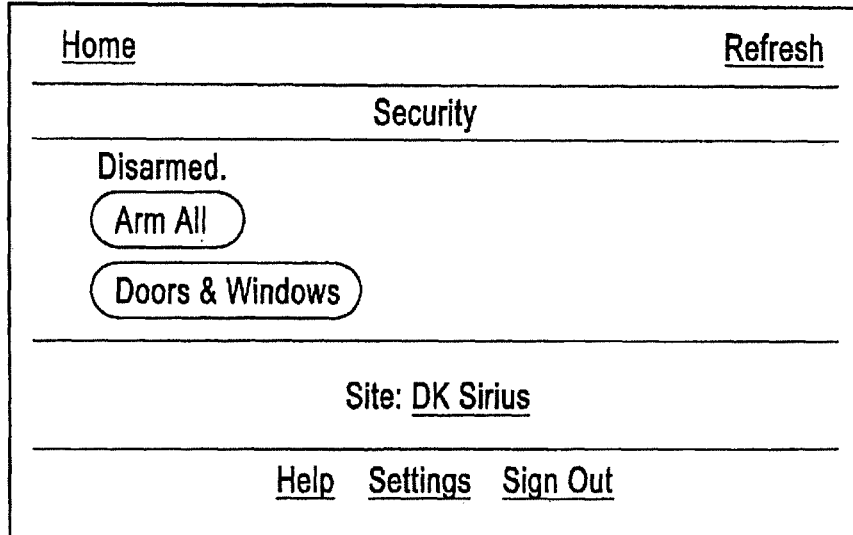 Home Refresh
Security
Disarmed.
Arm All
Doors & Windows
Site: DK Sirius
Help Settings Sign Out